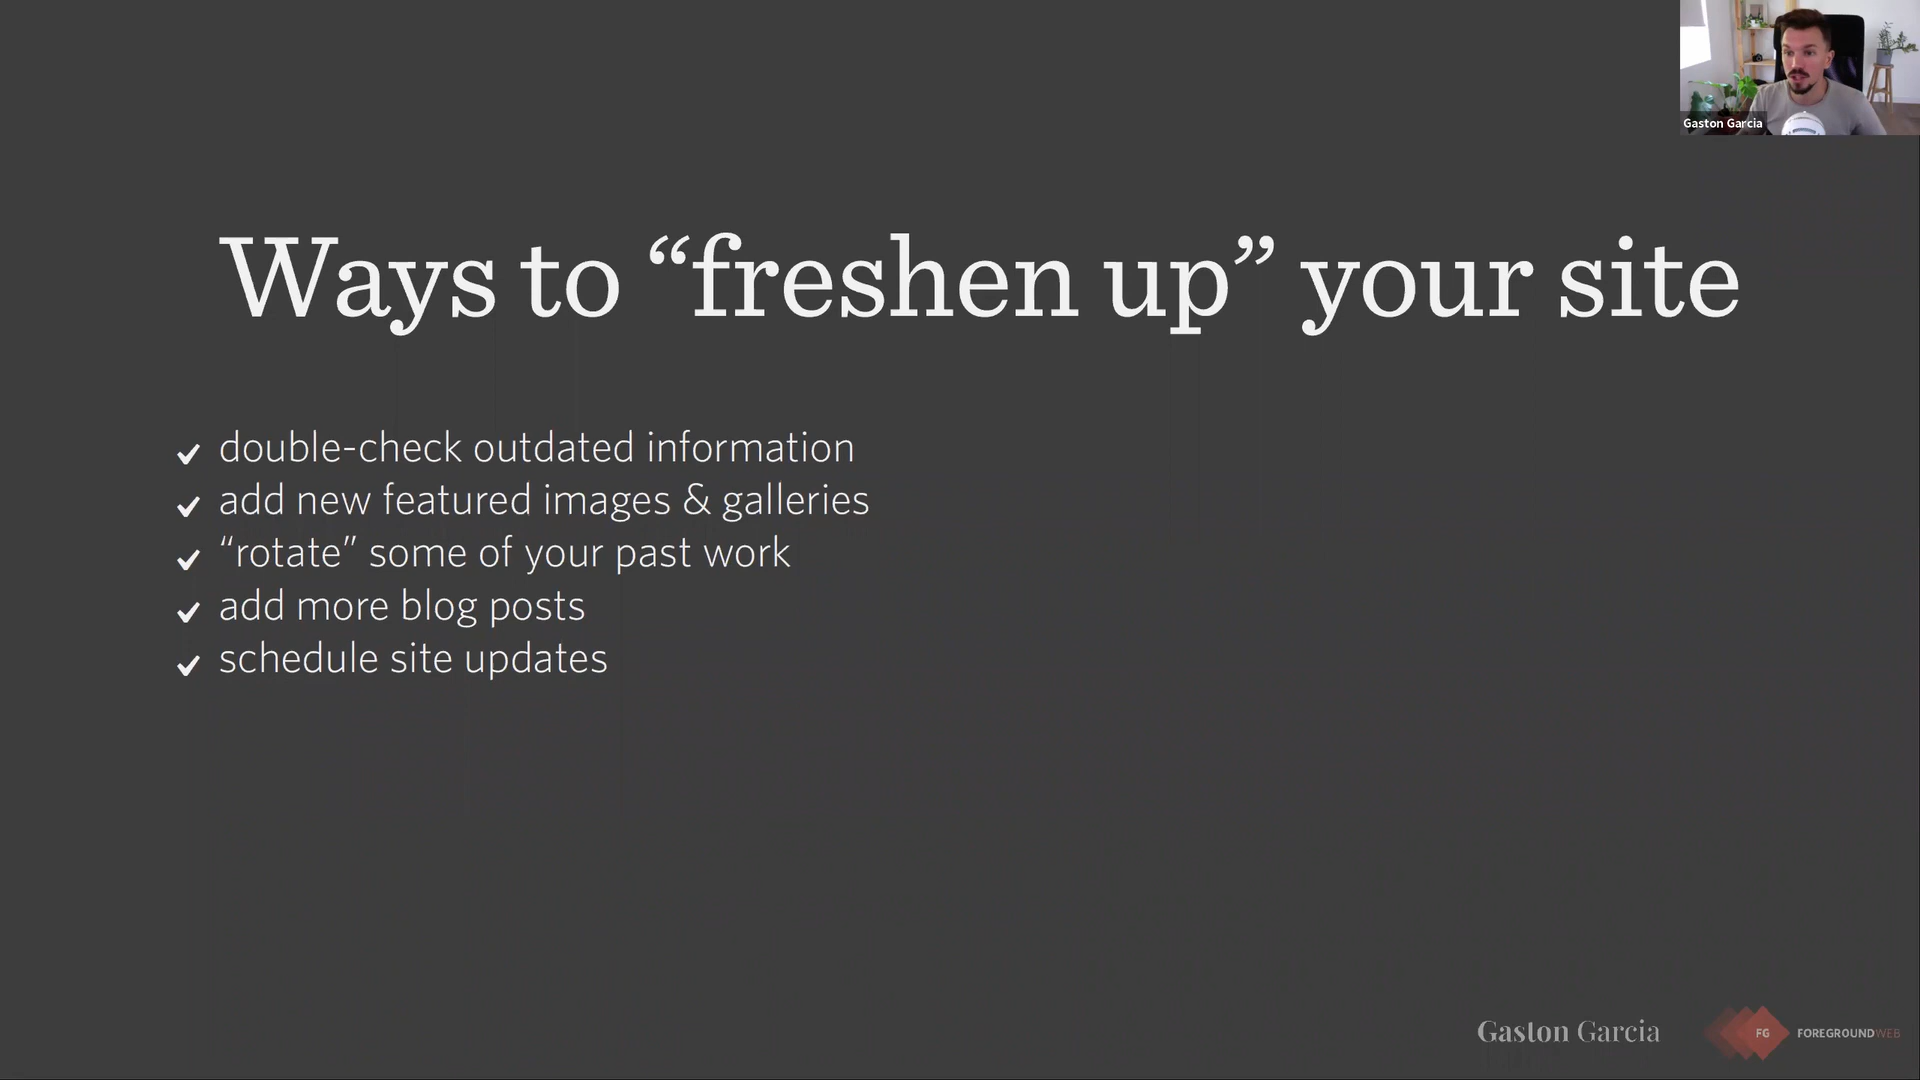 Gaston Garcia
Ways to “freshen up” your site
double-check outdated information
add new featured images & galleries
“rotate” some of your past work
add more blog posts
schedule site updates
Gaston Garcia
FG
FOREGROUNDWEB